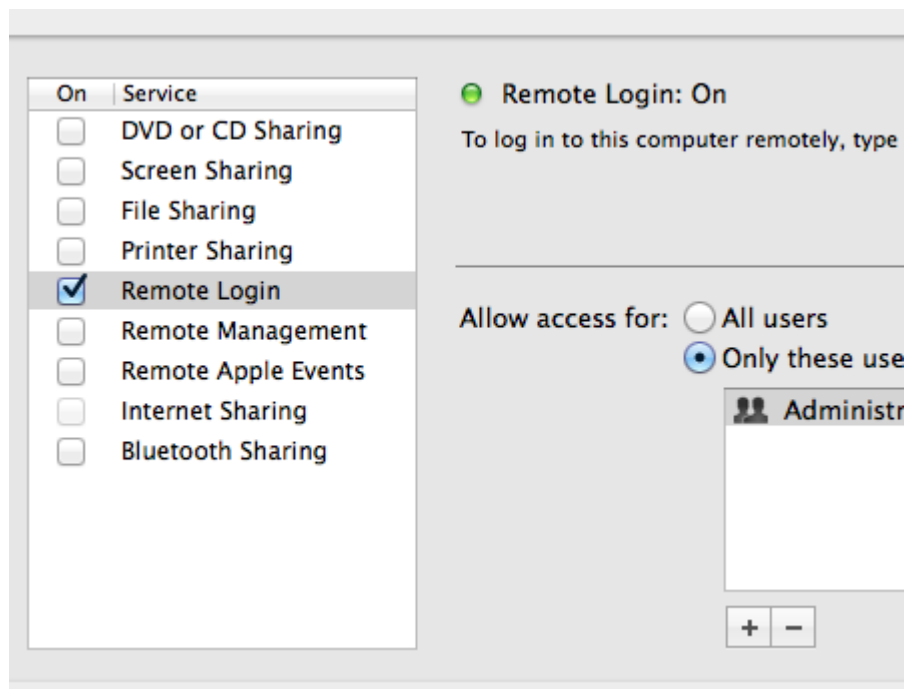 On Service
DVD or CD Sharing
Screen Sharing
File Sharing
Printer Sharing
Remote Login
Remote Management
Remote Apple Events
Internet Sharing
Bluetooth Sharing
Remote Login: On
To log in to this computer remotely, type
Allow access for: All users
Only these use
Administr